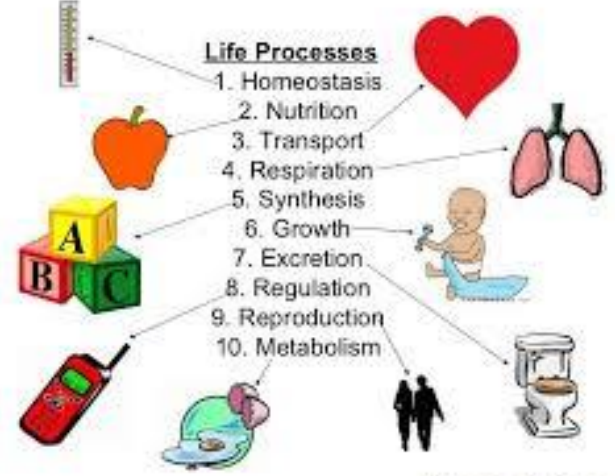 Life Processes
1. Homeostasis
2. Nutrition
3. Transport
4. Respiration
5. Synthesis
6. Growth
7. Excretion
8. Regulation
9. Reproduction
10. Metabolism
A
B C